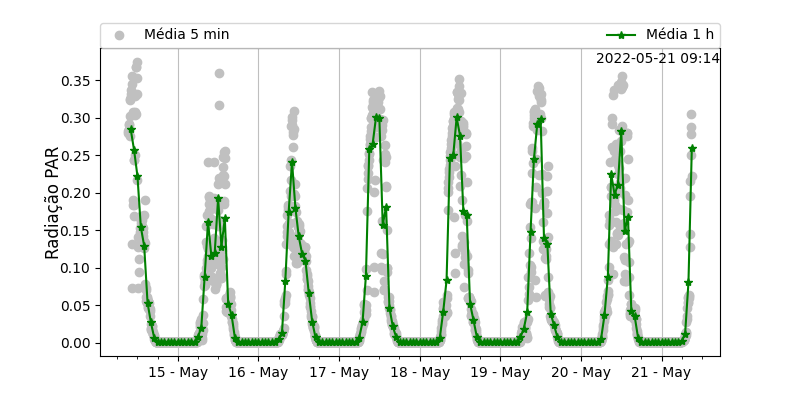 Média 5 min
Média 1 h
2022-05-21 09:14
Radiação PAR
0.35
0.30
0.25
0.20
0.15
0.10
0.05
0.00
15 - May
16 - May
17 - May
18 - May
19 - May
20 - May
21 - May